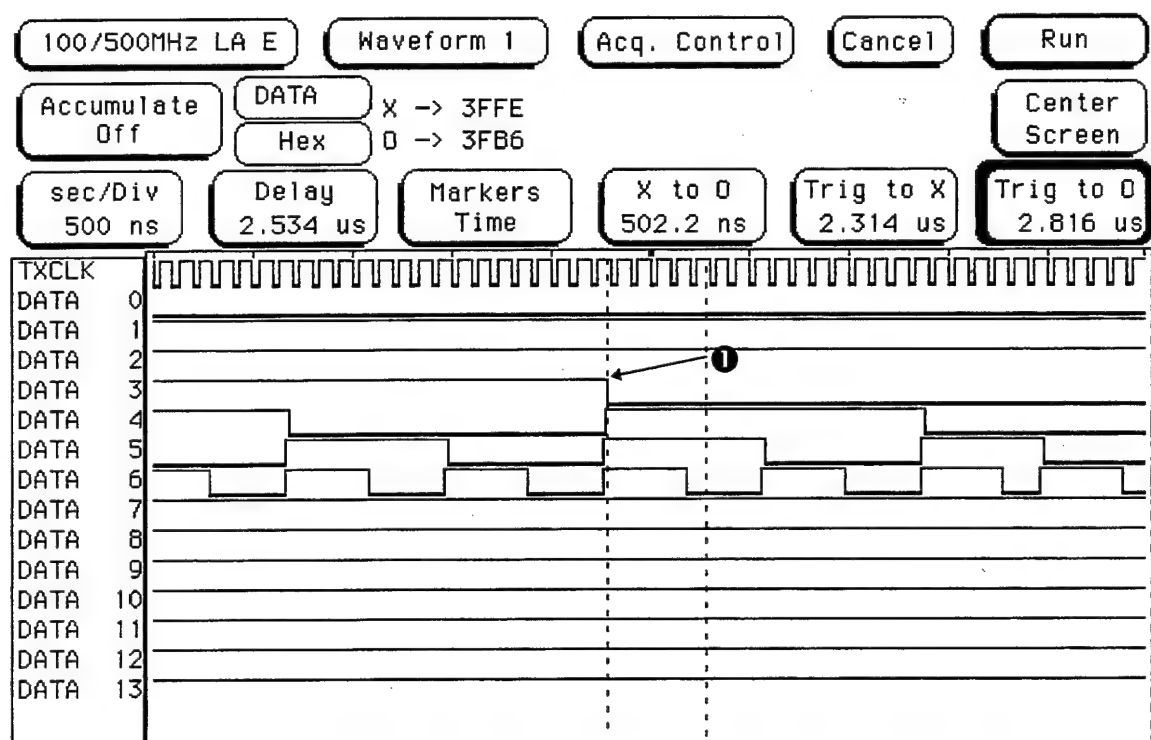 100/500MHz LA E Waveform 1 Acq. Control Cancel Run
Accumulate Off DATA X -> 3FFE Center Screen
Hex O -> 3FB6
sec/Div Delay Markers X to O Trig to X Trig to O
500 ns 2.534 us Time 502.2 ns 2.314 us 2.816 us
TXCLK
DATA 0
DATA 1
DATA 2
1
DATA 3
DATA 4
DATA 5
DATA 6
DATA 7
DATA 8
DATA 9
DATA 10
DATA 11
DATA 12
DATA 13